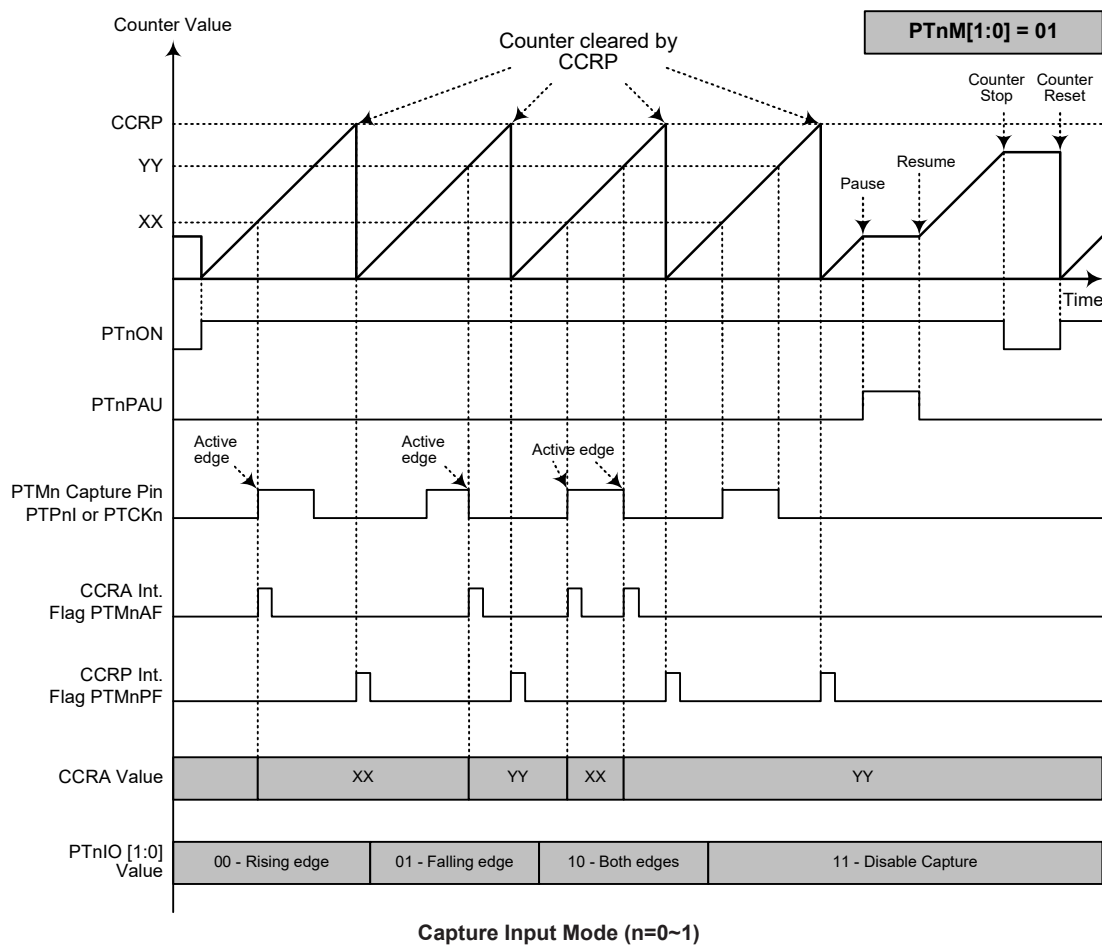 Counter Value
PTnM[1:0] = 01
Counter cleared by
CCRP
Counter
Stop
Counter
Reset
CCRP
YY
XX
Pause
Resume
Time
PTnON
PTnPAU
Active
edge
Active
edge
Active edge
PTMn Capture Pin
PTPnI or PTCKn
CCRA Int.
Flag PTMnAF
CCRP Int.
Flag PTMnPF
CCRA Value
XX
YY
XX
YY
PTnIO [1:0]
Value
00 - Rising edge
01 - Falling edge
10 - Both edges
11 - Disable Capture
Capture Input Mode (n=0~1)